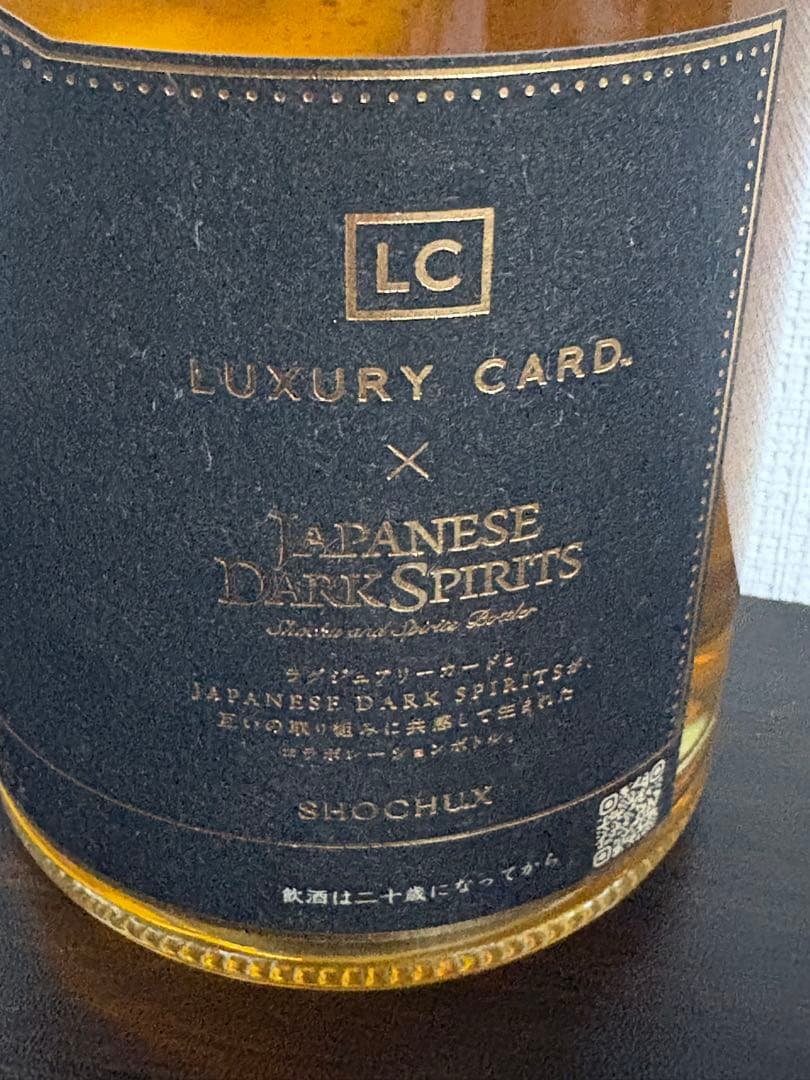 LC
LUXURY CARD™
×
JAPANESE
DARK SPIRITS
Shochu and Spirits Bottler
ラグジュアリーカードと
JAPANESE DARK SPIRITSが、
互いの取り組みに共感して生まれた
コラボレーションボトル。
SHOCHUX
飲酒は二十歳になってから